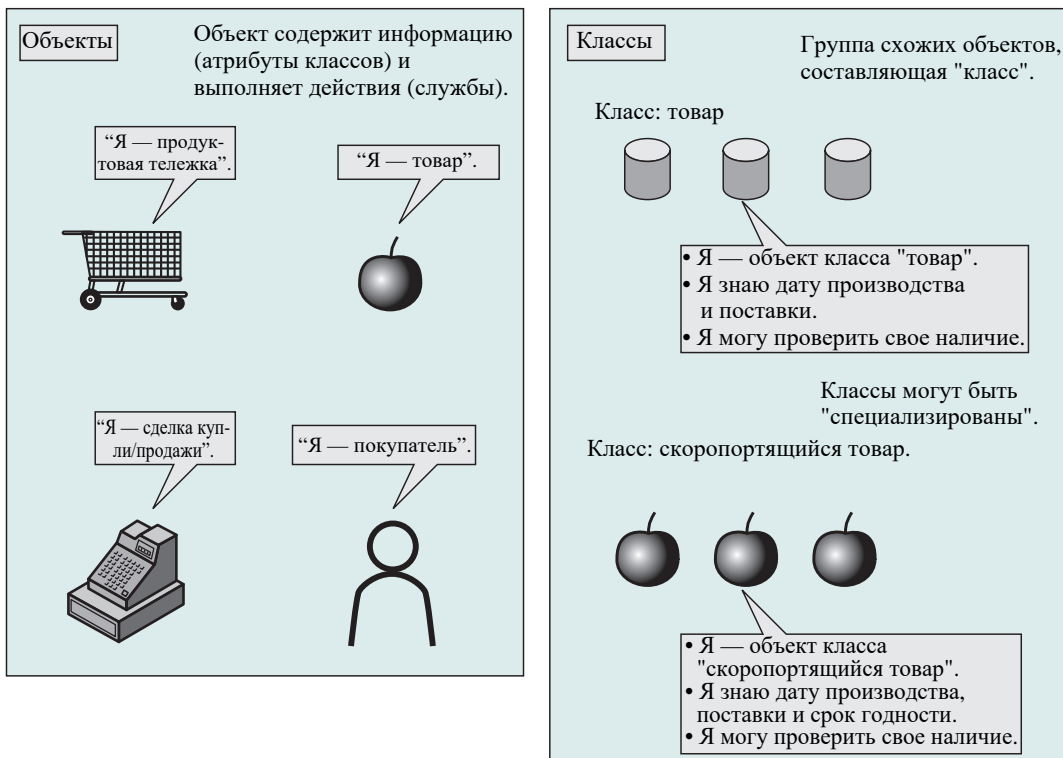 Объекты
Объект содержит информацию
(атрибуты классов) и
выполняет действия (службы).
“Я — продук-
товая тележка”.
“Я — товар”.
“Я — сделка куп-
ли/продажи”.
“Я — покупатель”.
Классы
Группа схожих объектов,
составляющая "класс".
Класс: товар
• Я — объект класса "товар".
• Я знаю дату производства
и поставки.
• Я могу проверить свое наличие.
Классы могут быть
"специализированы".
Класс: скоропортящийся товар.
• Я — объект класса
"скоропортящийся товар".
• Я знаю дату производства,
поставки и срок годности.
• Я могу проверить свое наличие.